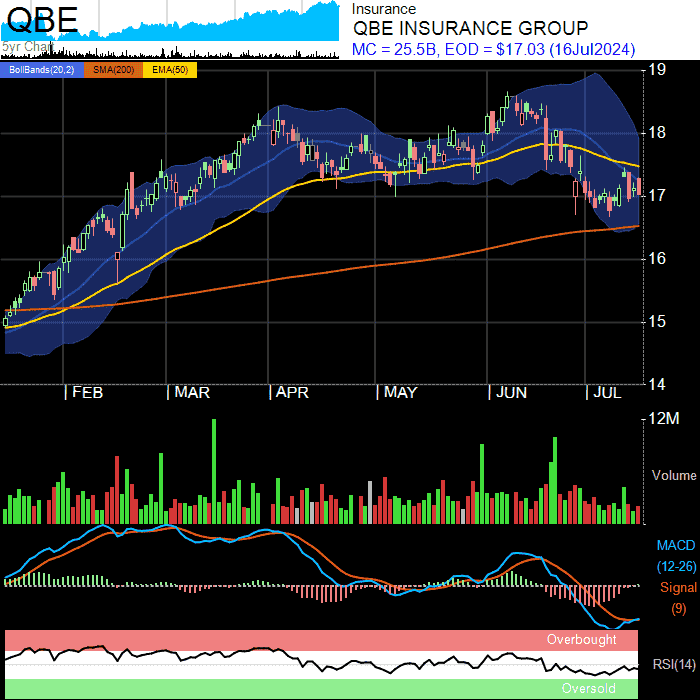 QBE
5yr Chart
Insurance
QBE INSURANCE GROUP
MC = 25.5B, EOD = $17.03 (16Jul2024)
BollBands(20,2) SMA(200) EMA(50)
19
18
17
16
15
14
| FEB | MAR | APR | MAY | JUN | JUL
12M
Volume
MACD
(12-26)
Signal
(9)
Overbought
RSI(14)
Oversold